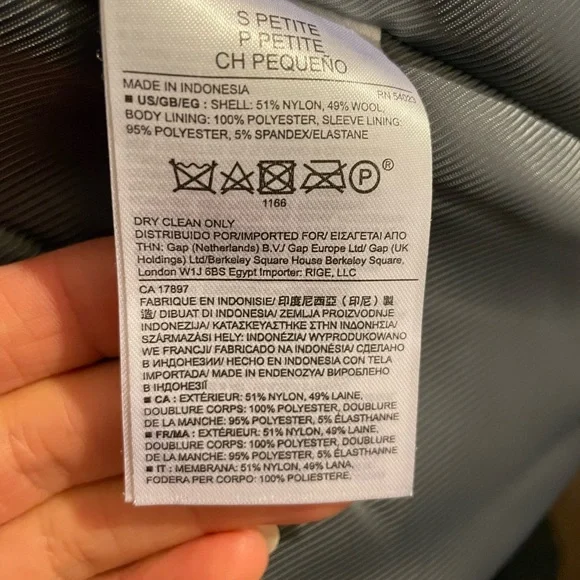 S PETITE
P PETITE
CH PEQUEÑO
MADE IN INDONESIA
RN 54023
■ US/GB/EG : SHELL: 51% NYLON, 49% WOOL,
BODY LINING: 100% POLYESTER, SLEEVE LINING:
95% POLYESTER, 5% SPANDEX/ELASTANE
P ®
1166
DRY CLEAN ONLY
DISTRIBUIDO POR/IMPORTED FOR/ ΕΙΣΑΓΕΤΑΙ ΑΠΟ
ΤΗΝ: Gap (Netherlands) B.V./ Gap Europe Ltd/ Gap (UK
Holdings) Ltd/Berkeley Square House Berkeley Square,
London W1J 6BS Egypt Importer: RIGE, LLC
CA 17897
FABRIQUÉ EN INDONISIE/ 印度尼西亞 (印尼) 製
造/ DIBUAT DI INDONESIA/ ZEMLJA PROIZVODNJE
INDONEZIJA/ ΚΑΤΑΣΚΕΥΑΣΤΗΚΕ ΣΤΗΝ ΙΝΔΟΝΗΣΙΑ/
SZÁRMAZÁSI HELY: INDONÉZIA/ WYPRODUKOWANO
WE FRANCJI/ FABRICADO NA INDONÉSIA/ СДЕЛАНО
В ИНДОНЕЗИИ/ HECHO EN INDONESIA CON TELA
IMPORTADA/ MADE IN ENDENOZYA/ ВИРОБЛЕНО
В ІНДОНЕЗІЇ
■ CA : EXTÉRIEUR: 51% NYLON, 49% LAINE,
DOUBLURE CORPS: 100% POLYESTER, DOUBLURE
DE LA MANCHE: 95% POLYESTER, 5% ÉLASTHANNE
■ FR/MA : EXTÉRIEUR: 51% NYLON, 49% LAINE,
DOUBLURE CORPS: 100% POLYESTER, DOUBLURE
DE LA MANCHE: 95% POLYESTER, 5% ÉLASTHANNE
■ IT : MEMBRANA: 51% NYLON, 49% LANA,
FODERA PER CORPO: 100% POLIESTERE,